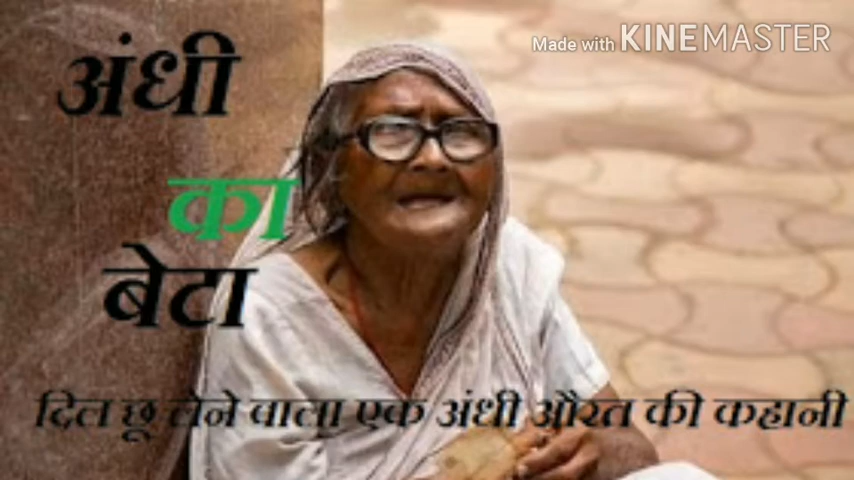 Made with KINEMASTER
अंधी
का
बेटा
दिल छू लेने वाला एक अंधी औरत की कहानी